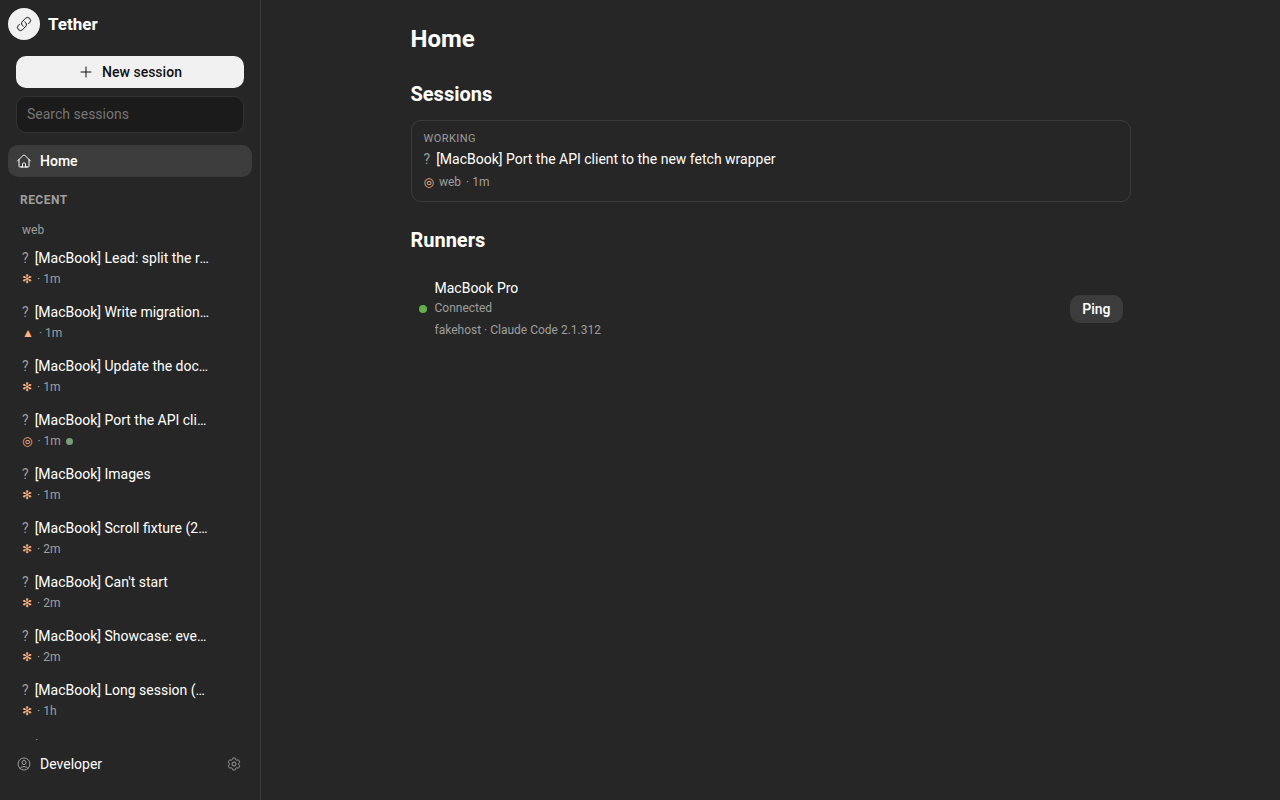 Tether
New session
Search sessions
Home
RECENT
web
? [MacBook] Lead: split the r…
✻ · 1m
? [MacBook] Write migration…
▲ · 1m
? [MacBook] Update the doc…
✻ · 1m
? [MacBook] Port the API cli…
◎ · 1m
? [MacBook] Images
✻ · 1m
? [MacBook] Scroll fixture (2…
✻ · 2m
? [MacBook] Can't start
✻ · 2m
? [MacBook] Showcase: eve…
✻ · 2m
? [MacBook] Long session (…
✻ · 1h
Developer
Home
Sessions
WORKING
? [MacBook] Port the API client to the new fetch wrapper
◎ web · 1m
Runners
MacBook Pro
Connected
fakehost · Claude Code 2.1.312
Ping